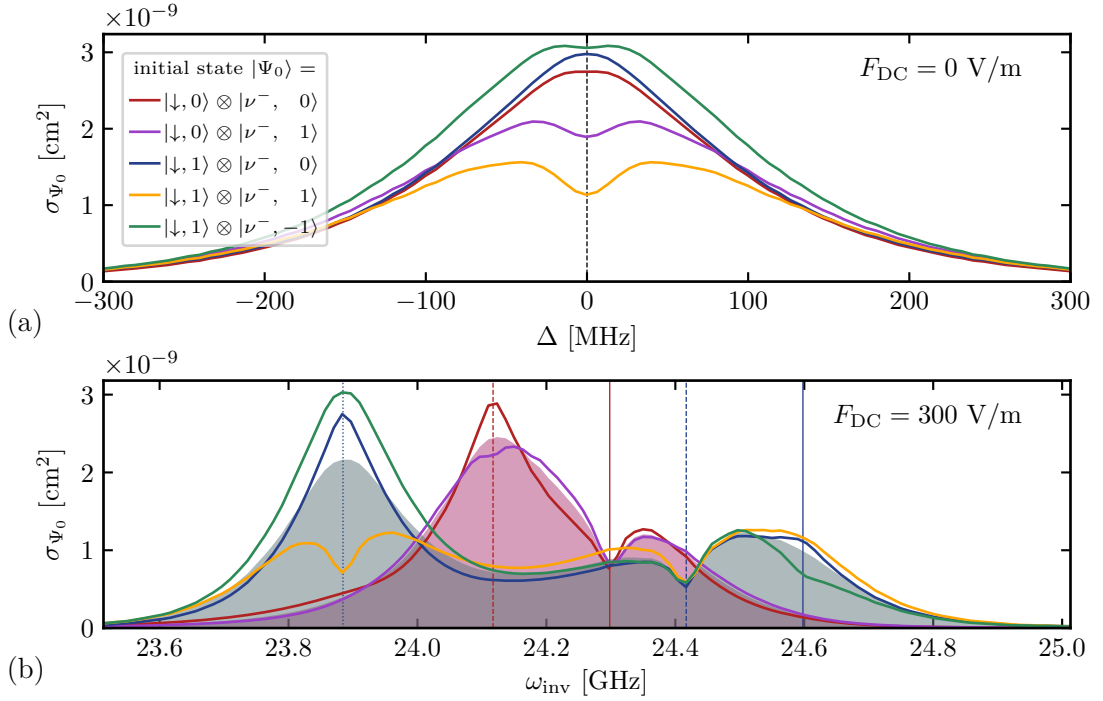 ×10⁻⁹
3
2
1
0
σ_Ψ₀ [cm²]
initial state |Ψ₀⟩ =
|↓, 0⟩ ⊗ |ν⁻, 0⟩
|↓, 0⟩ ⊗ |ν⁻, 1⟩
|↓, 1⟩ ⊗ |ν⁻, 0⟩
|↓, 1⟩ ⊗ |ν⁻, 1⟩
|↓, 1⟩ ⊗ |ν⁻, −1⟩
F_DC = 0 V/m
−300 −200 −100 0 100 200 300
(a)
Δ [MHz]
×10⁻⁹
3
2
1
0
σ_Ψ₀ [cm²]
F_DC = 300 V/m
23.6 23.8 24.0 24.2 24.4 24.6 24.8 25.0
(b)
ω_inv [GHz]